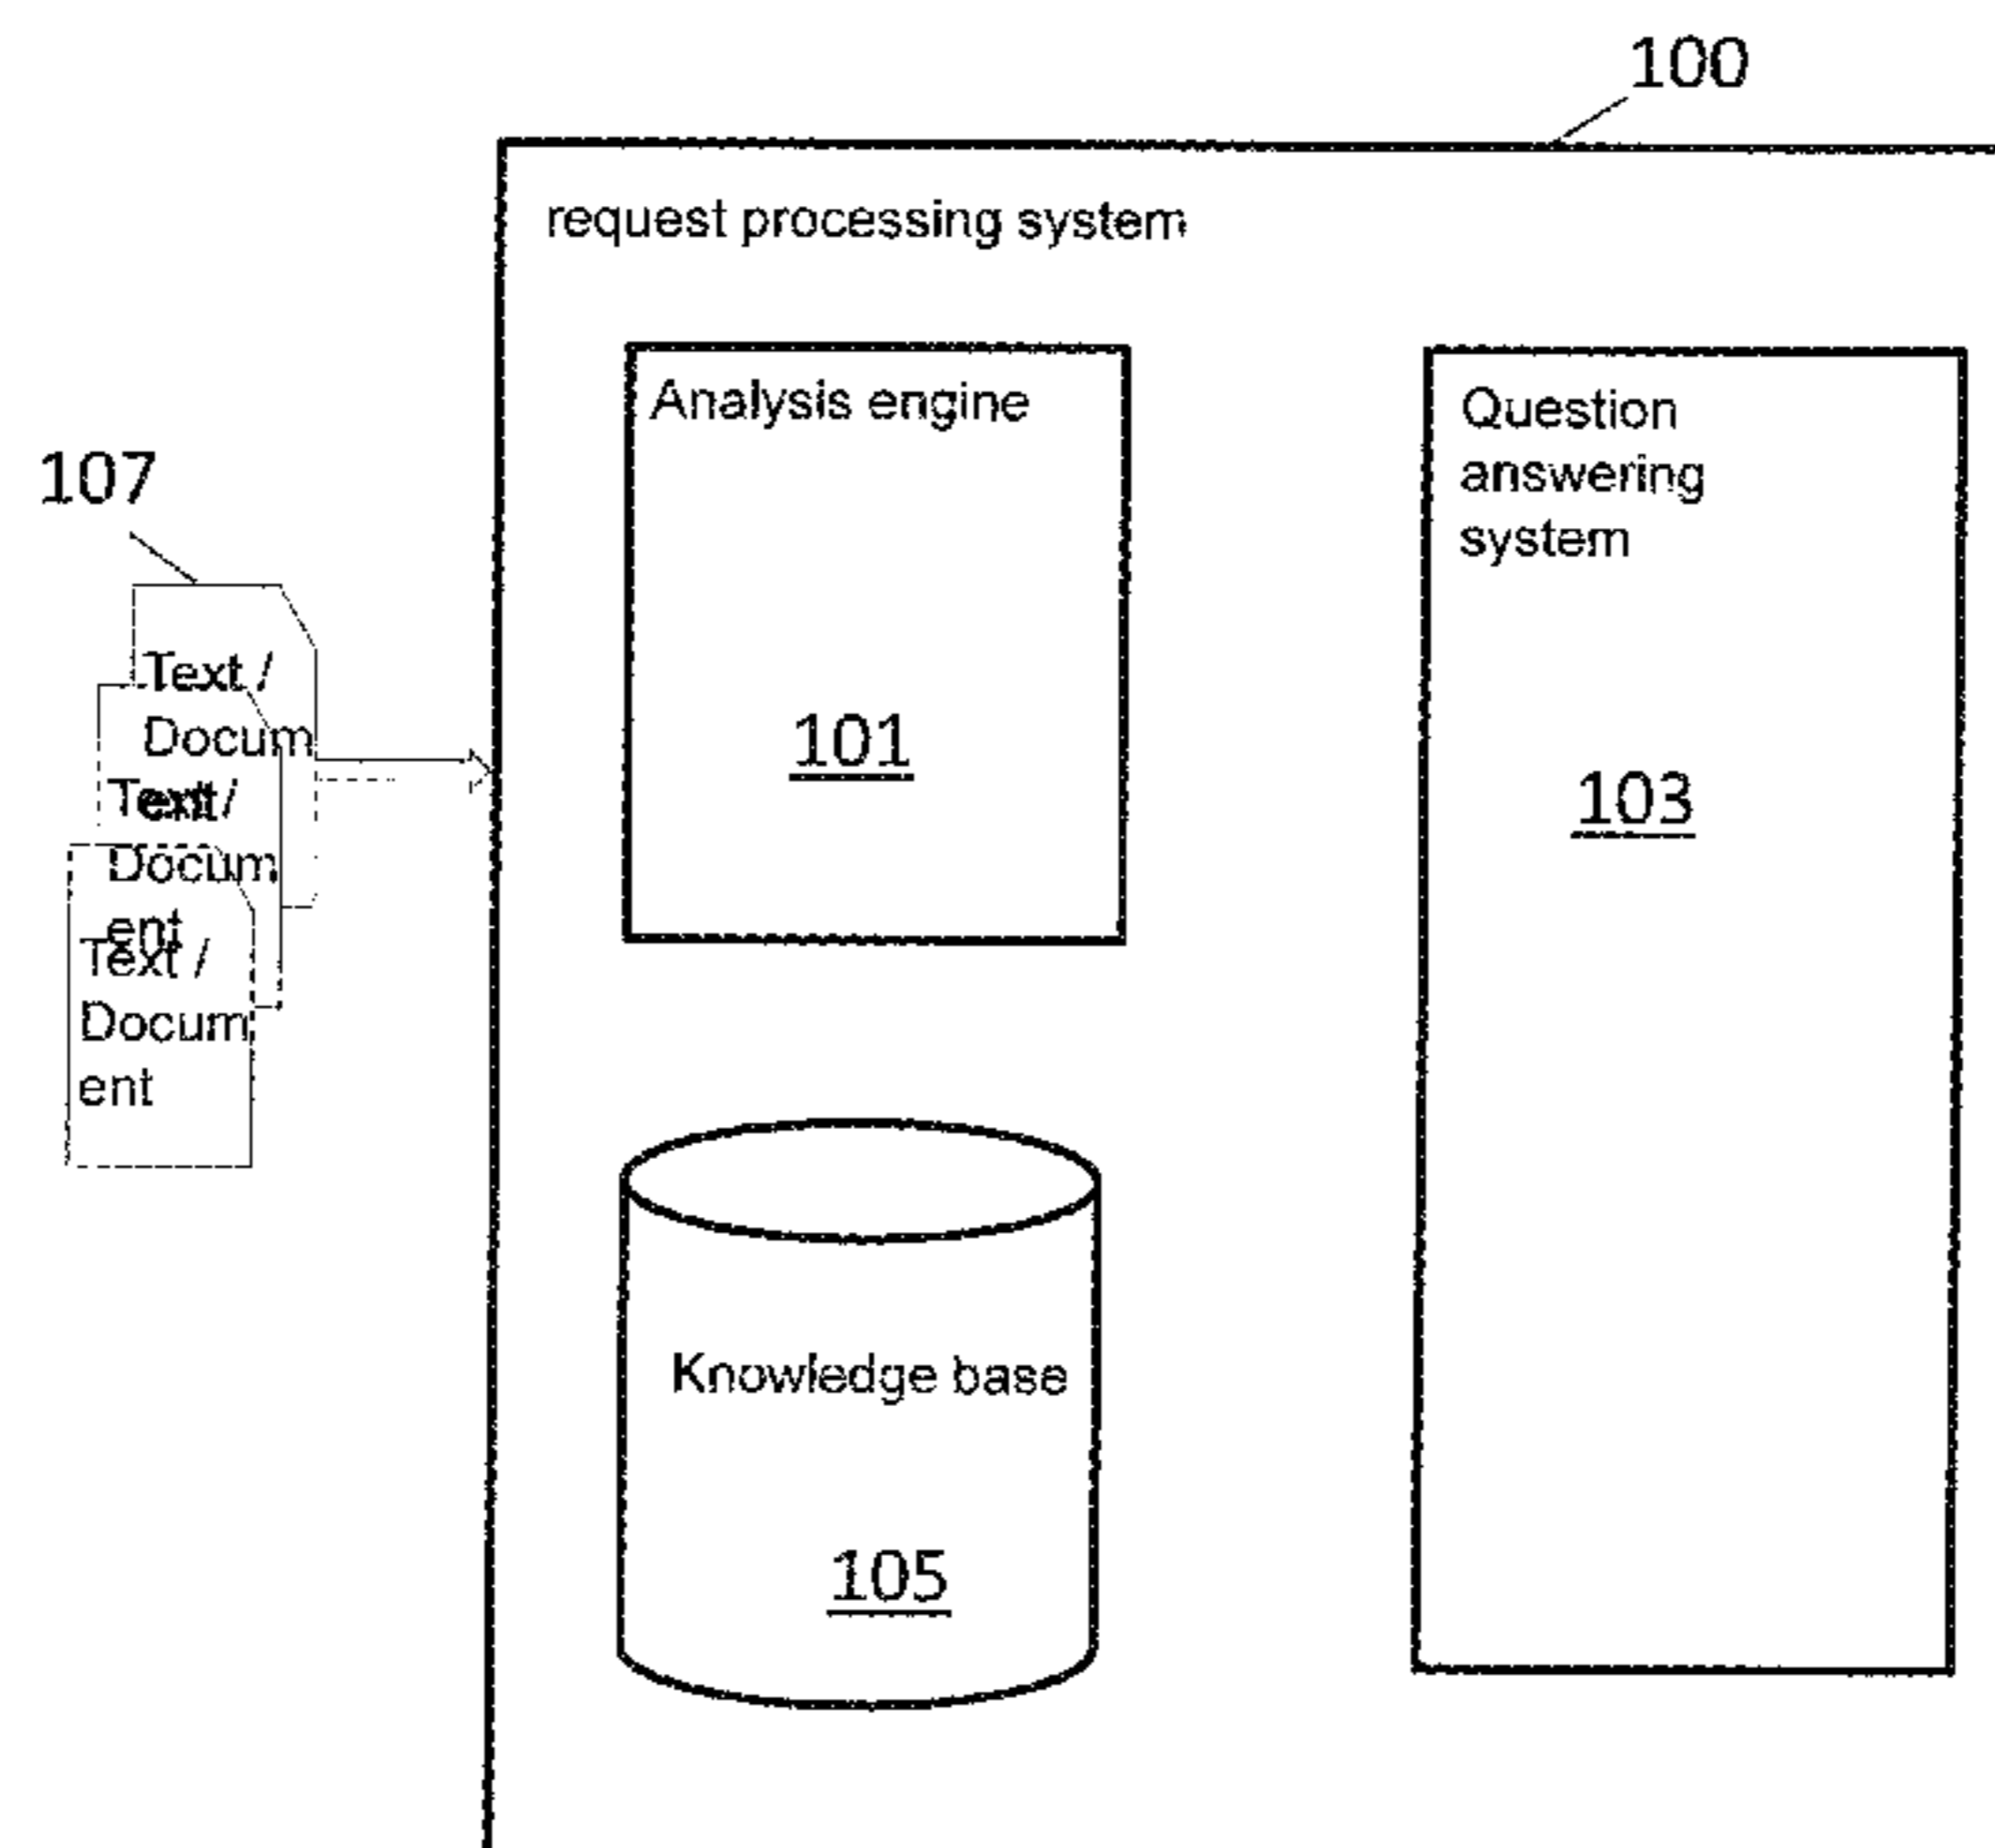 100
request processing system
Analysis engine
101
Question
answering
system
103
107
Text /
Docum
ent
Text /
Docum
ent
Text /
Docum
ent
Knowledge base
105